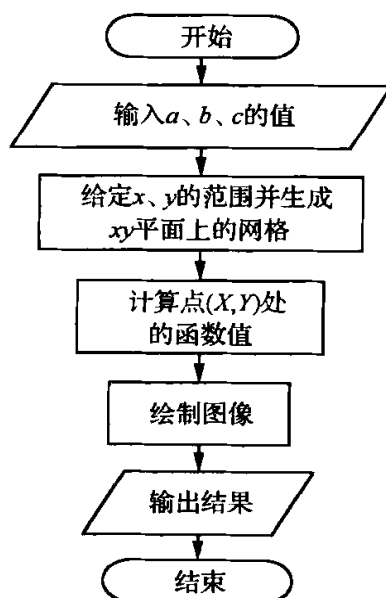 开始
输入a、b、c的值
给定x、y的范围并生成
xy平面上的网格
计算点(X,Y)处
的函数值
绘制图像
输出结果
结束